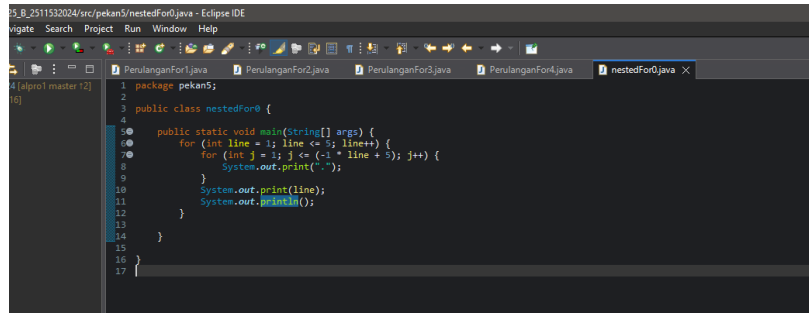 25_B_2511532024/src/pekan5/nestedFor0.java - Eclipse IDE
vigate Search Project Run Window Help
PerulanganFor1.java PerulanganFor2.java PerulanganFor3.java PerulanganFor4.java nestedFor0.java
24 [alpro1 master ↑2]
16]
1 package pekan5;
2
3 public class nestedFor0 {
4
5 public static void main(String[] args) {
6 for (int line = 1; line <= 5; line++) {
7 for (int j = 1; j <= (-1 * line + 5); j++) {
8 System.out.print(".");
9 }
10 System.out.print(line);
11 System.out.println();
12 }
13
14 }
15
16 }
17